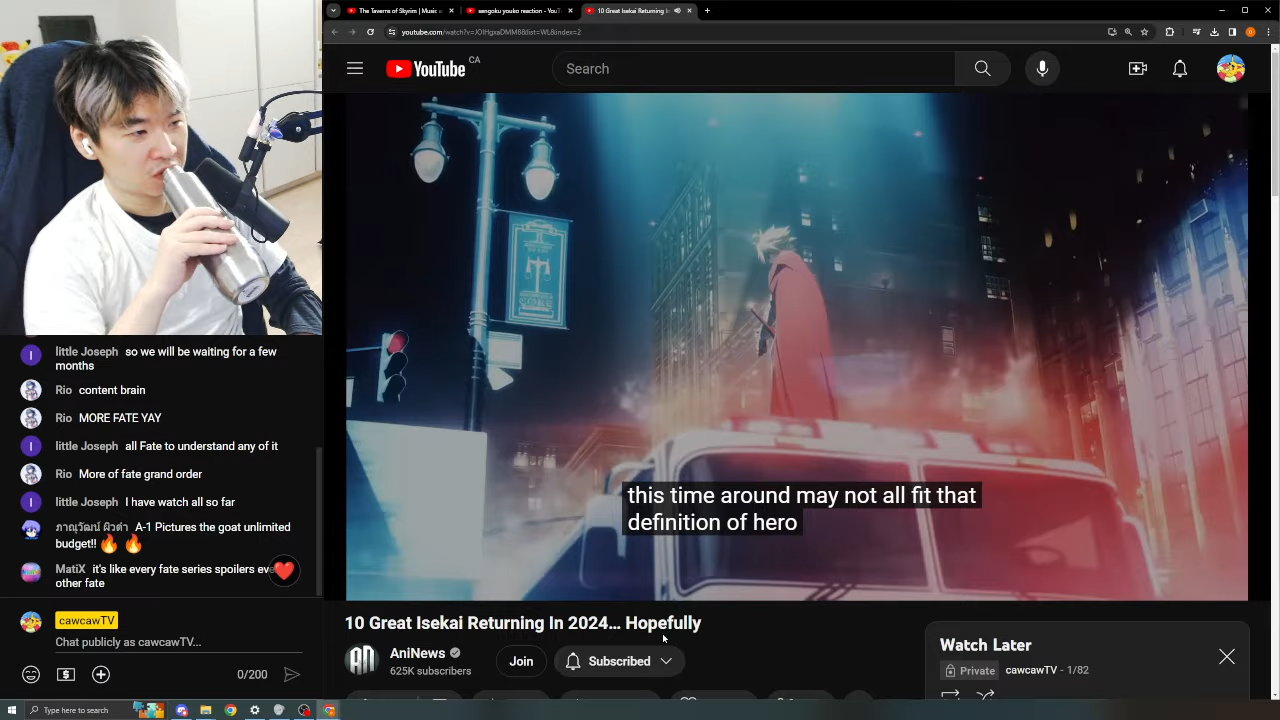 The Taverns of Skyrim | Music
sengoku youko reaction - YouT
10 Great Isekai Returning In
youtube.com/watch?v=JOIHgxaDMM8&list=WL&index=2
YouTube CA
Search
CORE
this time around may not all fit that
definition of hero
little Joseph so we will be waiting for a few
months
Rio content brain
Rio MORE FATE YAY
little Joseph all Fate to understand any of it
Rio More of fate grand order
little Joseph I have watch all so far
ภาณุวัฒน์ ผิวดำ A-1 Pictures the goat unlimited
budget!! 🔥 🔥
MatiX it's like every fate series spoilers eve
other fate
cawcawTV
Chat publicly as cawcawTV...
0/200
10 Great Isekai Returning In 2024... Hopefully
AniNews
625K subscribers
Join
Subscribed
Watch Later
Private cawcawTV - 1/82
Type here to search